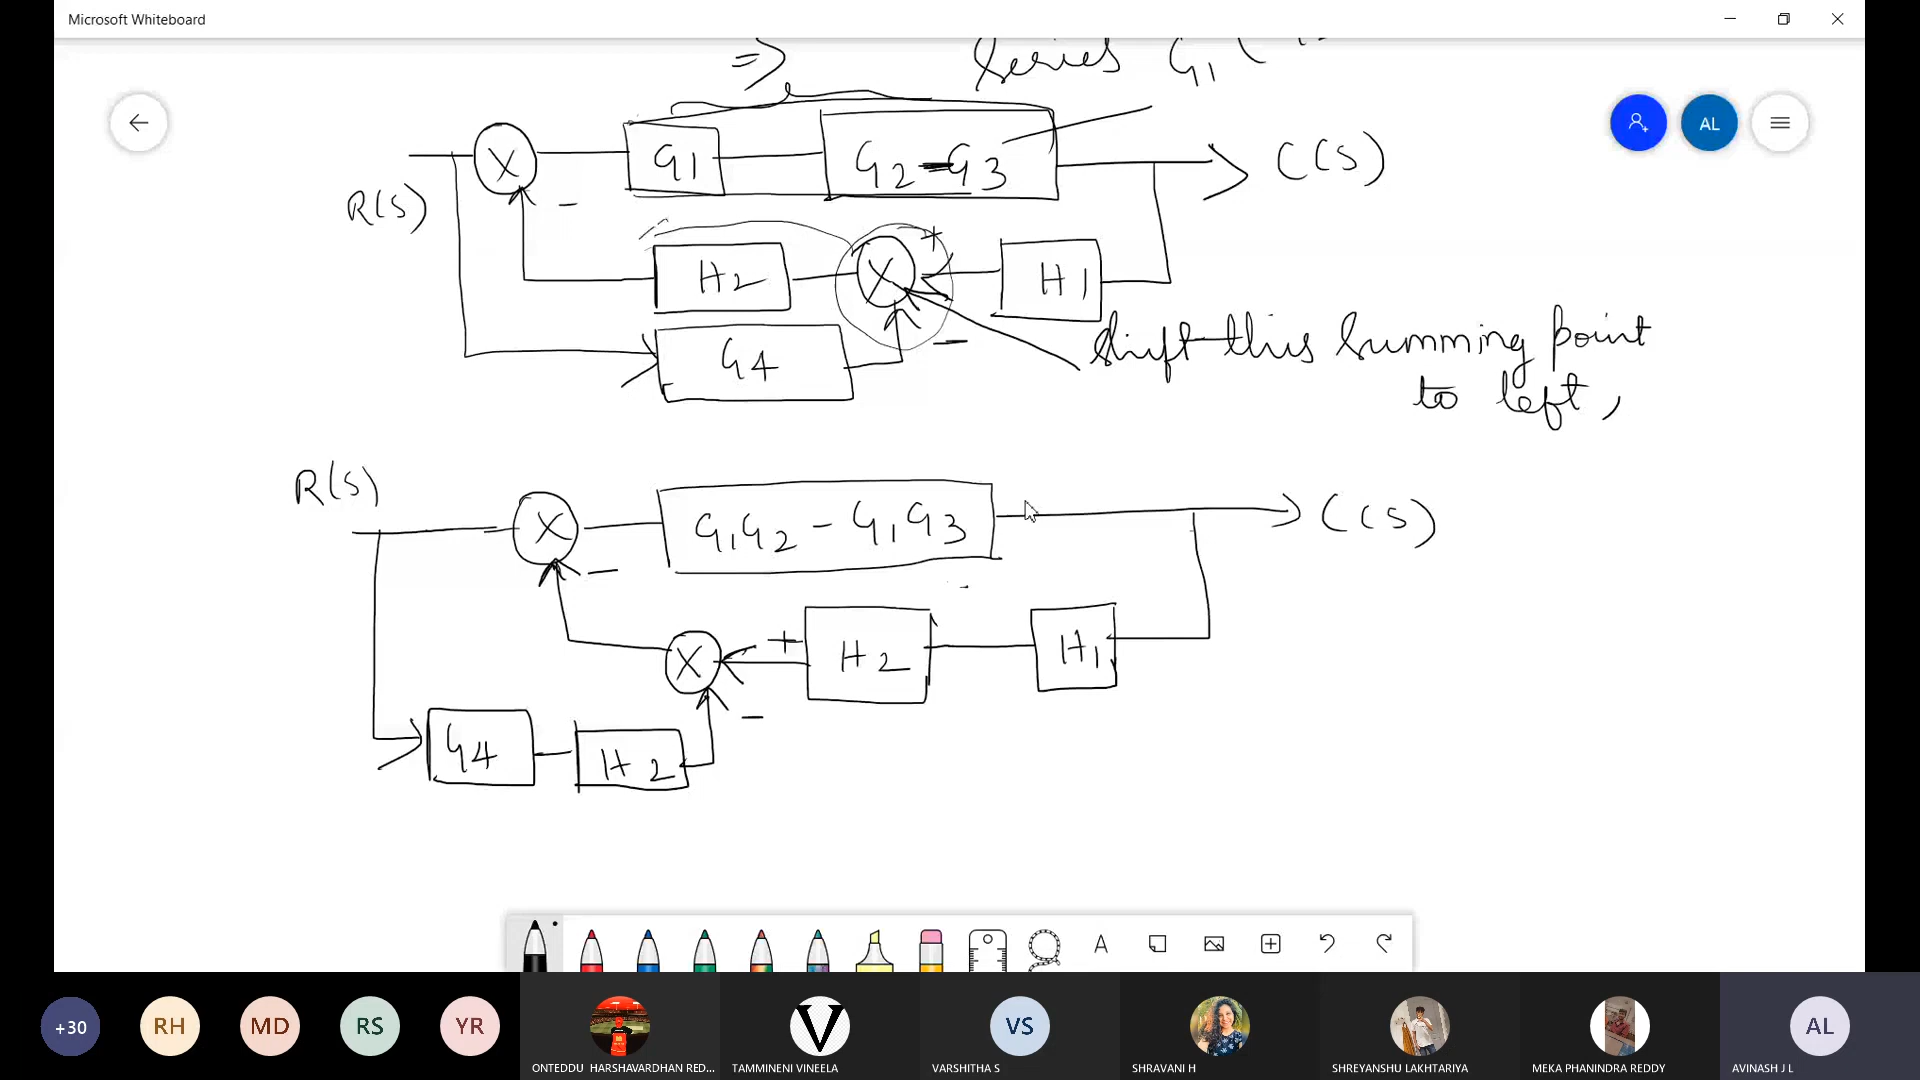 Microsoft Whiteboard
=> series G1 (
AL
X G1 G2 - G3 C(S)
R(S) -
+
H2 X H1
G4 -
shift this summing point
to left,
R(S)
X G1G2 - G1G3 C(S)
-
+ H2 H1
X
-
G4 H2
A
+30 RH MD RS YR V VS AL
ONTEDDU HARSHAVARDHAN RED... TAMMINENI VINEELA VARSHITHA S SHRAVANI H SHREYANSHU LAKHTARIYA MEKA PHANINDRA REDDY AVINASH J L